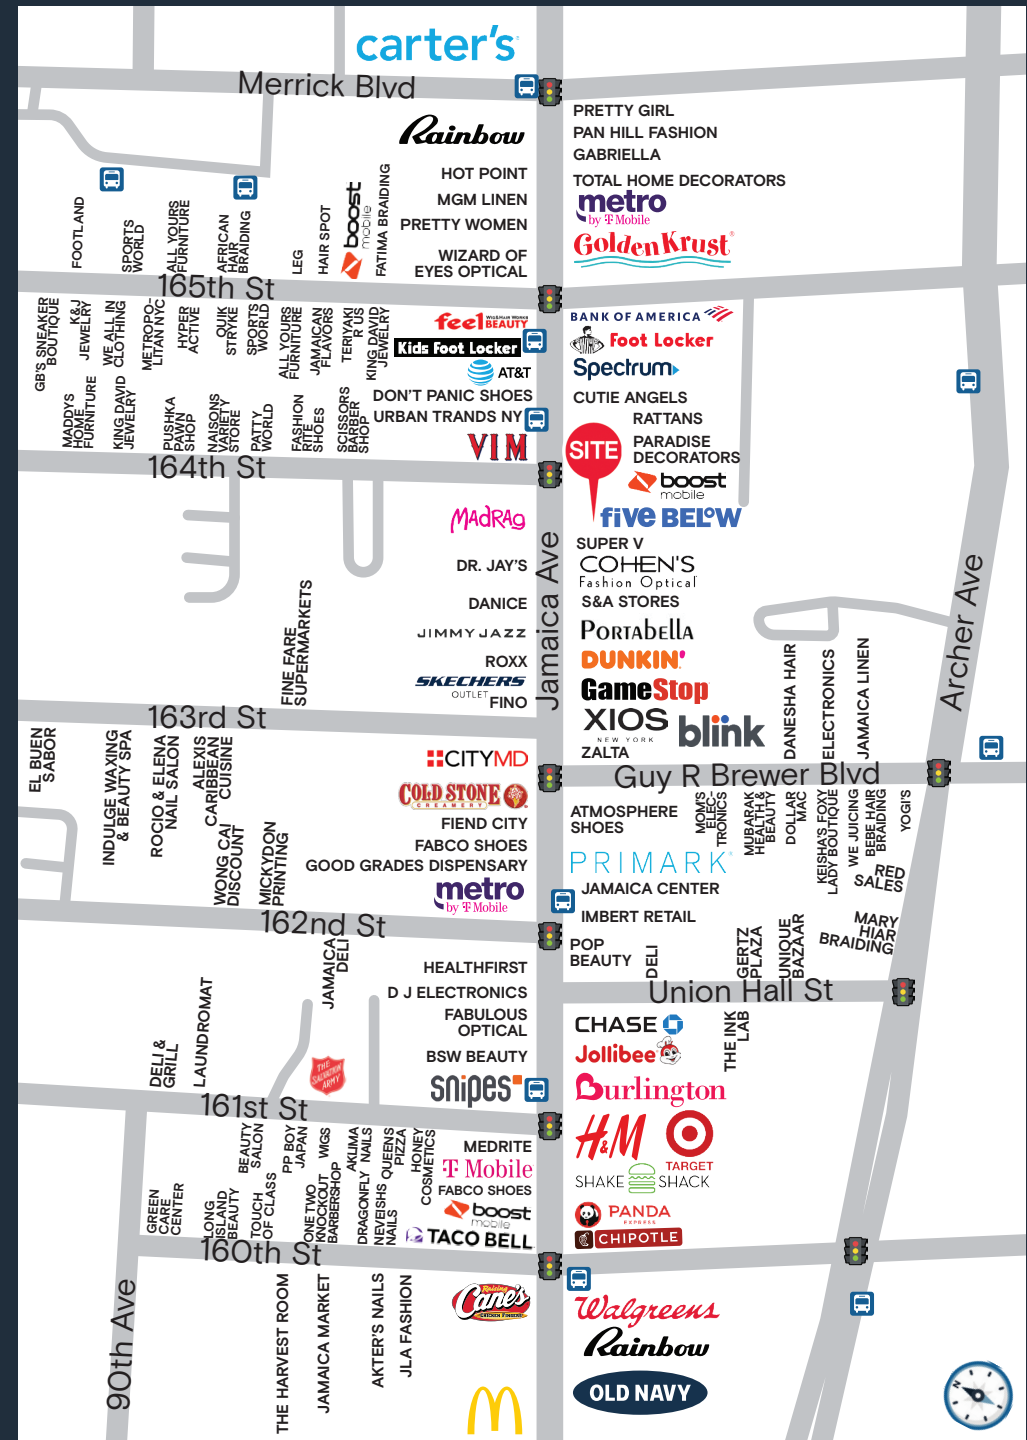 carter's
Merrick Blvd
Rainbow
HOT POINT
MGM LINEN
PRETTY WOMEN
WIZARD OF
EYES OPTICAL
PRETTY GIRL
PAN HILL FASHION
GABRIELLA
TOTAL HOME DECORATORS
metro
by T Mobile
Golden Krust
FOOTLAND
SPORTS
WORLD
ALL YOURS
FURNITURE
AFRICAN
HAIR
BRAIDING
LEG
HAIR SPOT
boost
mobile
FATIMA BRAIDING
165th St
GB'S SNEAKER
BOUTIQUE
K&J
JEWELRY
WE ALL IN
CLOTHING
METROPO-
LITAN NYC
HYPER
ACTIVE
QUIK
STRYKE
SPORTS
WORLD
ALL YOURS
FURNITURE
JAMAICAN
FLAVORS
TERIYAKI
R US
KING DAVID
JEWELRY
feel WIGS&HAIR WORKS
BEAUTY
Kids Foot Locker
AT&T
DON'T PANIC SHOES
URBAN TRANDS NY
VIM
MADDYS
HOME
FURNITURE
KING DAVID
JEWELRY
PUSHKA
PAWN
SHOP
NAISONS
VARIETY
STORE
PATTY
WORLD
FASHION
RITE
SHOES
SCISSORS
BARBER
SHOP
BANK OF AMERICA
Foot Locker
Spectrum
CUTIE ANGELS
RATTANS
SITE
PARADISE
DECORATORS
boost
mobile
five BELOW
164th St
MADRAG
DR. JAY'S
DANICE
JIMMY JAZZ
ROXX
SKECHERS
OUTLET
FINO
FINE FARE
SUPERMARKETS
Jamaica Ave
SUPER V
COHEN'S
Fashion Optical
S&A STORES
PORTABELLA
DUNKIN'
GameStop
XIOS
NEW YORK
blink
ZALTA
DANESHA HAIR
ELECTRONICS
JAMAICA LINEN
Archer Ave
163rd St
Guy R Brewer Blvd
EL BUEN
SABOR
INDULGE WAXING
& BEAUTY SPA
ROCIO & ELENA
NAIL SALON
ALEXIS
CARIBBEAN
CUISINE
WONG CAI
DISCOUNT
MICKYDON
PRINTING
CITYMD
COLD STONE
CREAMERY
FIEND CITY
FABCO SHOES
GOOD GRADES DISPENSARY
metro
by T Mobile
ATMOSPHERE
SHOES
PRIMARK
JAMAICA CENTER
IMBERT RETAIL
POP
BEAUTY
MOM'S
ELEC-
TRONICS
MUBARAK
HEALTH &
BEAUTY
DOLLAR
MAC
KEISHA'S FOXY
LADY BOUTIQUE
WE JUICING
BEBE HAIR
BRAIDING
YOGI'S
RED
SALES
MARY
HIAR
BRAIDING
DELI
GERTZ
PLAZA
UNIQUE
BAZAAR
162nd St
Union Hall St
JAMAICA
DELI
HEALTHFIRST
D J ELECTRONICS
FABULOUS
OPTICAL
BSW BEAUTY
snipes
DELI &
GRILL
LAUNDROMAT
THE
SALVATION
ARMY
CHASE
Jollibee
Burlington
H&M
TARGET
SHAKE SHACK
PANDA
EXPRESS
CHIPOTLE
THE INK
LAB
161st St
BEAUTY
SALON
PP BOY
JAPAN
WIGS
AKUMA
NAILS
QUEENS
PIZZA
HONEY
COSMETICS
MEDRITE
T Mobile
FABCO SHOES
boost
mobile
TACO BELL
GREEN
CARE
CENTER
LONG
ISLAND
BEAUTY
TOUCH
OF CLASS
ONETWO
KNOCKOUT
BARBERSHOP
DRAGONFLY
NEVEISHS
NAILS
160th St
90th Ave
THE HARVEST ROOM
JAMAICA MARKET
AKTER'S NAILS
JLA FASHION
Raising
Cane's
CHICKEN FINGERS
Walgreens
Rainbow
OLD NAVY
N